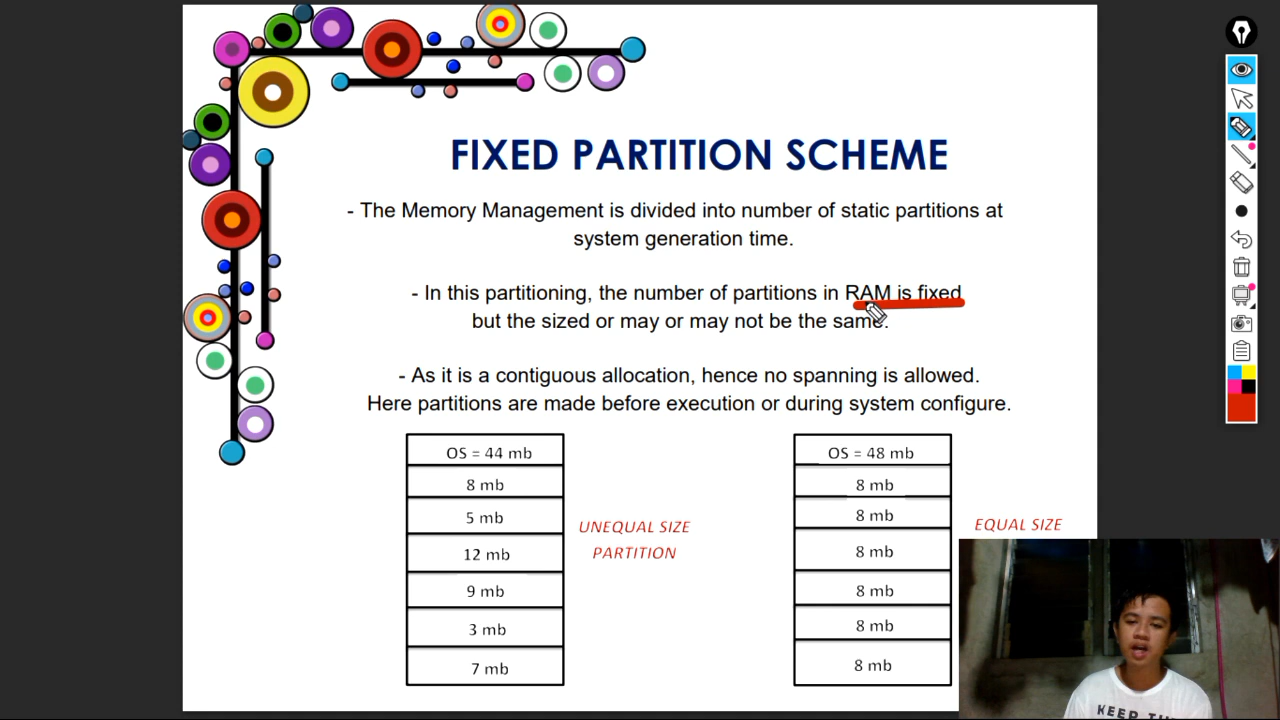 FIXED PARTITION SCHEME
- The Memory Management is divided into number of static partitions at
system generation time.
- In this partitioning, the number of partitions in RAM is fixed
but the sized or may or may not be the same.
- As it is a contiguous allocation, hence no spanning is allowed.
Here partitions are made before execution or during system configure.
OS = 44 mb
8 mb
5 mb
12 mb
9 mb
3 mb
7 mb
UNEQUAL SIZE
PARTITION
OS = 48 mb
8 mb
8 mb
8 mb
8 mb
8 mb
8 mb
EQUAL SIZE
KEEP